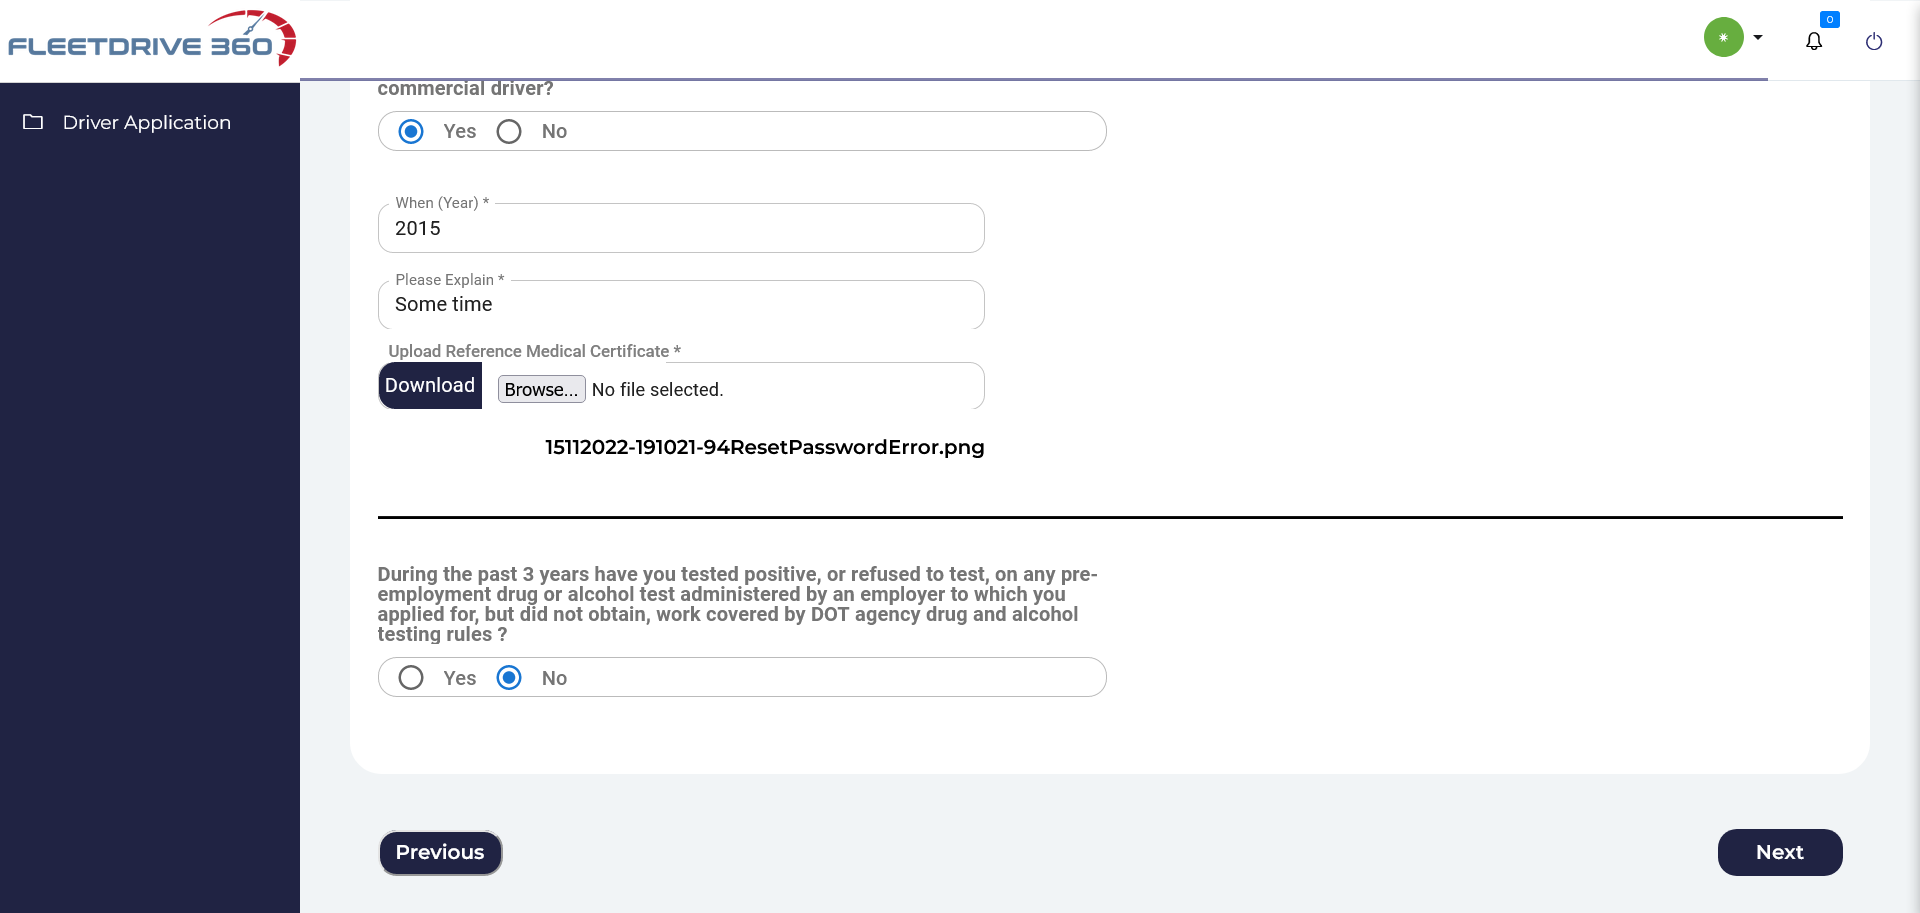 FLEETDRIVE 360
0
Driver Application
commercial driver?
Yes No
When (Year) *
2015
Please Explain *
Some time
Upload Reference Medical Certificate *
Download Browse... No file selected.
15112022-191021-94ResetPasswordError.png
During the past 3 years have you tested positive, or refused to test, on any pre-
employment drug or alcohol test administered by an employer to which you
applied for, but did not obtain, work covered by DOT agency drug and alcohol
testing rules ?
Yes No
Previous Next